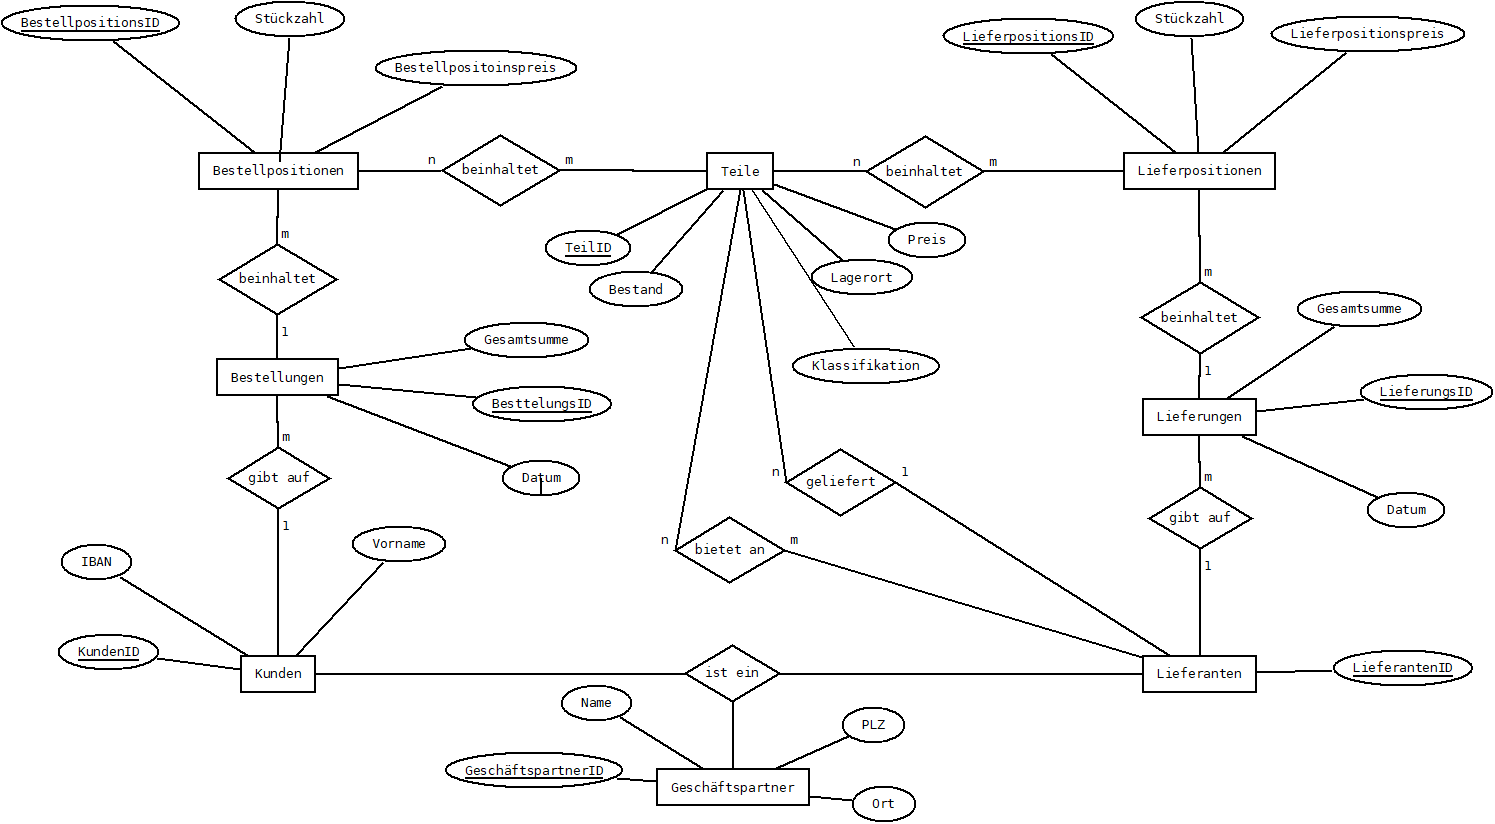 BestellpositionsID
Stückzahl
Bestellpositoinspreis
LieferpositionsID
Stückzahl
Lieferpositionspreis
Bestellpositionen
n
beinhaltet
m
Teile
n
beinhaltet
m
Lieferpositionen
TeilID
Bestand
Preis
Lagerort
Klassifikation
m
beinhaltet
1
m
beinhaltet
1
Bestellungen
Gesamtsumme
BesttelungsID
Datum
Lieferungen
Gesamtsumme
LieferungsID
Datum
m
gibt auf
1
n
geliefert
1
n
bietet an
m
m
gibt auf
1
IBAN
Vorname
KundenID
Kunden
ist ein
Lieferanten
LieferantenID
Name
PLZ
GeschäftspartnerID
Geschäftspartner
Ort